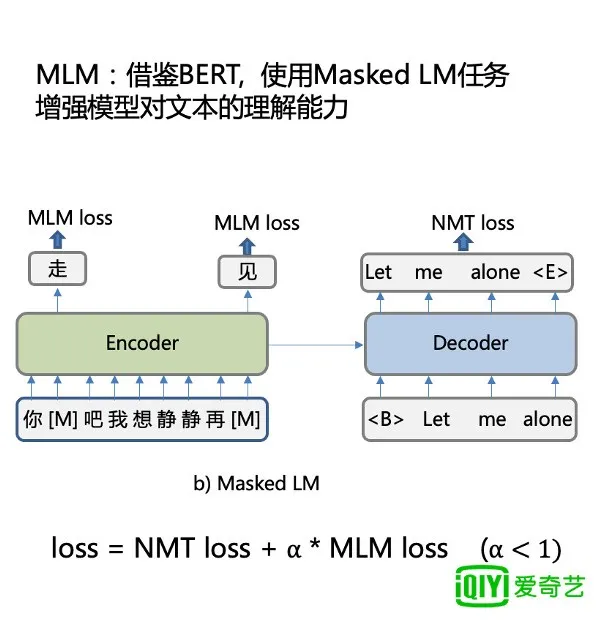 MLM：借鉴BERT, 使用Masked LM任务
增强模型对文本的理解能力
MLM loss
MLM loss
NMT loss
走
见
Let me alone <E>
Encoder
Decoder
你 [M] 吧 我 想 静 静 再 [M]
<B> Let me alone
b) Masked LM
loss = NMT loss + α * MLM loss (α < 1)
iQIYI 爱奇艺